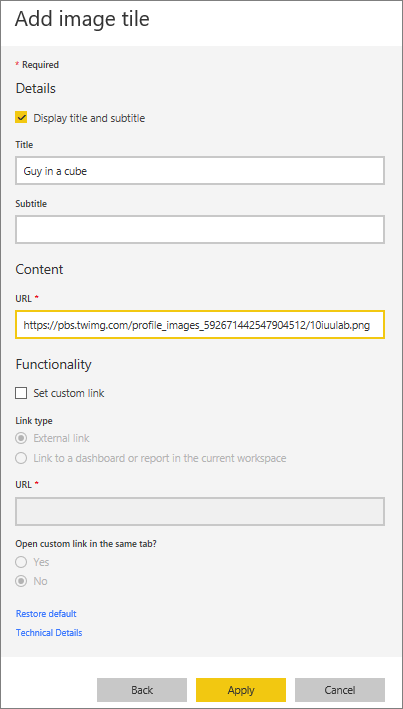 Add image tile
* Required
Details
Display title and subtitle
Title
Guy in a cube
Subtitle
Content
URL *
https://pbs.twimg.com/profile_images_592671442547904512/10iuulab.png
Functionality
Set custom link
Link type
External link
Link to a dashboard or report in the current workspace
URL *
Open custom link in the same tab?
Yes
No
Restore default
Technical Details
Back Apply Cancel